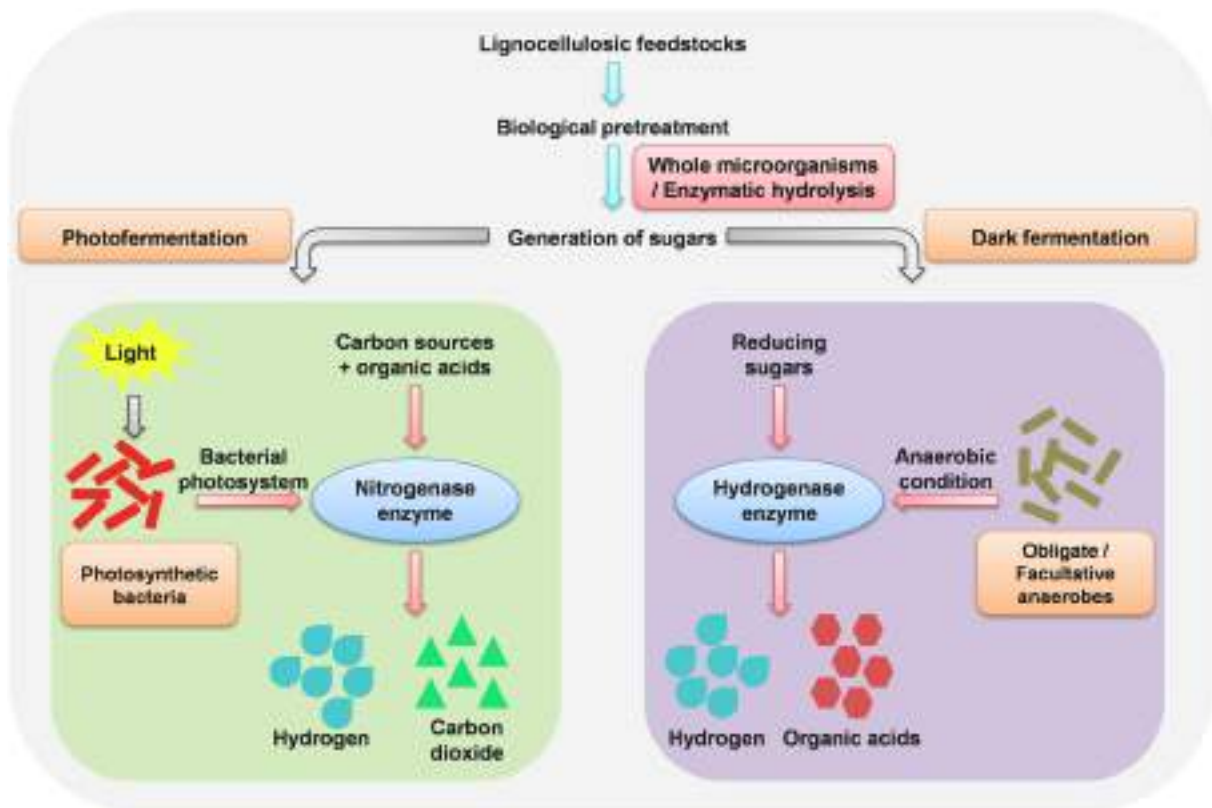 Lignocellulosic feedstocks
Biological pretreatment
Whole microorganisms
/ Enzymatic hydrolysis
Photofermentation
Generation of sugars
Dark fermentation
Light
Carbon sources
+ organic acids
Bacterial
photosystem
Nitrogenase
enzyme
Photosynthetic
bacteria
Hydrogen
Carbon
dioxide
Reducing
sugars
Hydrogenase
enzyme
Anaerobic
condition
Obligate /
Facultative
anaerobes
Hydrogen
Organic acids